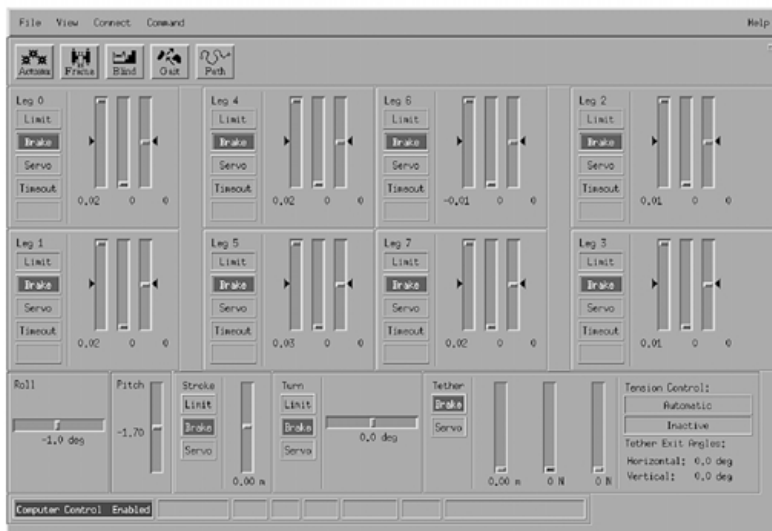 File View Connect Command Help
Frame Blind Gait Path
Leg 0
Limit
Brake
Servo
Timeout
0.02 0 0
Leg 4
Limit
Brake
Servo
Timeout
0.02 0 0
Leg 6
Limit
Brake
Servo
Timeout
-0.01 0 0
Leg 2
Limit
Brake
Servo
Timeout
0.01 0 0
Leg 1
Limit
Brake
Servo
Timeout
0.02 0 0
Leg 5
Limit
Brake
Servo
Timeout
0.03 0 0
Leg 7
Limit
Brake
Servo
Timeout
0.02 0 0
Leg 3
Limit
Brake
Servo
Timeout
0.01 0 0
Roll
-1.0 deg
Pitch
-1.70
Stroke
Limit
Brake
Servo
0.00 m
Turn
Limit
Brake
Servo
0.0 deg
Tether
Brake
Servo
0.00 m 0 N 0 N
Tension Control:
Automatic
Inactive
Tether Exit Angles:
Horizontal: 0.0 deg
Vertical: 0.0 deg
Computer Control Enabled